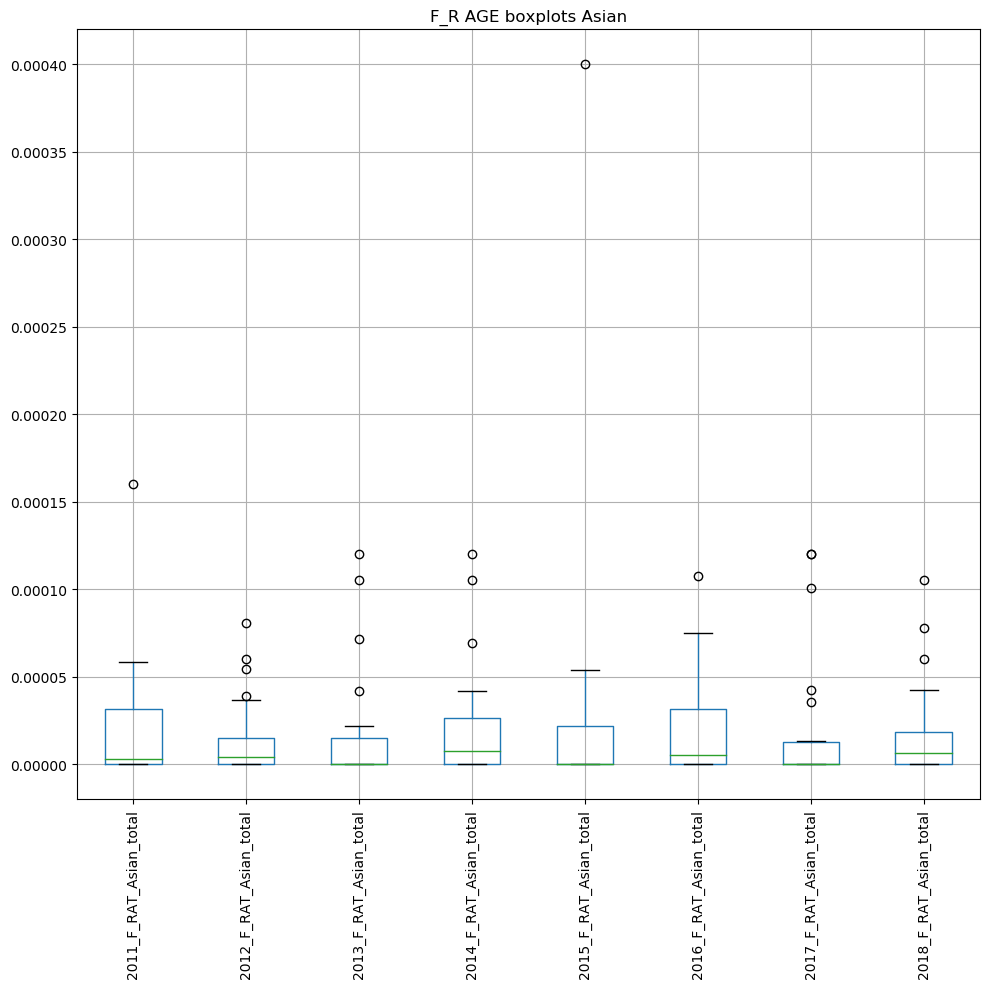 F_R AGE boxplots Asian
0.00040
0.00035
0.00030
0.00025
0.00020
0.00015
0.00010
0.00005
0.00000
2011_F_RAT_Asian_total
2012_F_RAT_Asian_total
2013_F_RAT_Asian_total
2014_F_RAT_Asian_total
2015_F_RAT_Asian_total
2016_F_RAT_Asian_total
2017_F_RAT_Asian_total
2018_F_RAT_Asian_total